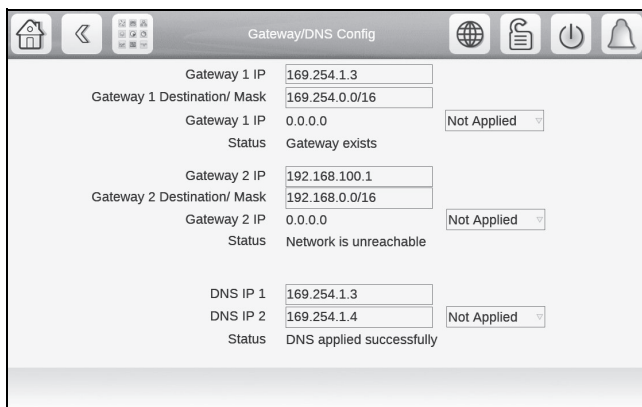 Gateway/DNS Config
Gateway 1 IP 169.254.1.3
Gateway 1 Destination/ Mask 169.254.0.0/16
Gateway 1 IP 0.0.0.0 Not Applied
Status Gateway exists
Gateway 2 IP 192.168.100.1
Gateway 2 Destination/ Mask 192.168.0.0/16
Gateway 2 IP 0.0.0.0 Not Applied
Status Network is unreachable
DNS IP 1 169.254.1.3
DNS IP 2 169.254.1.4 Not Applied
Status DNS applied successfully